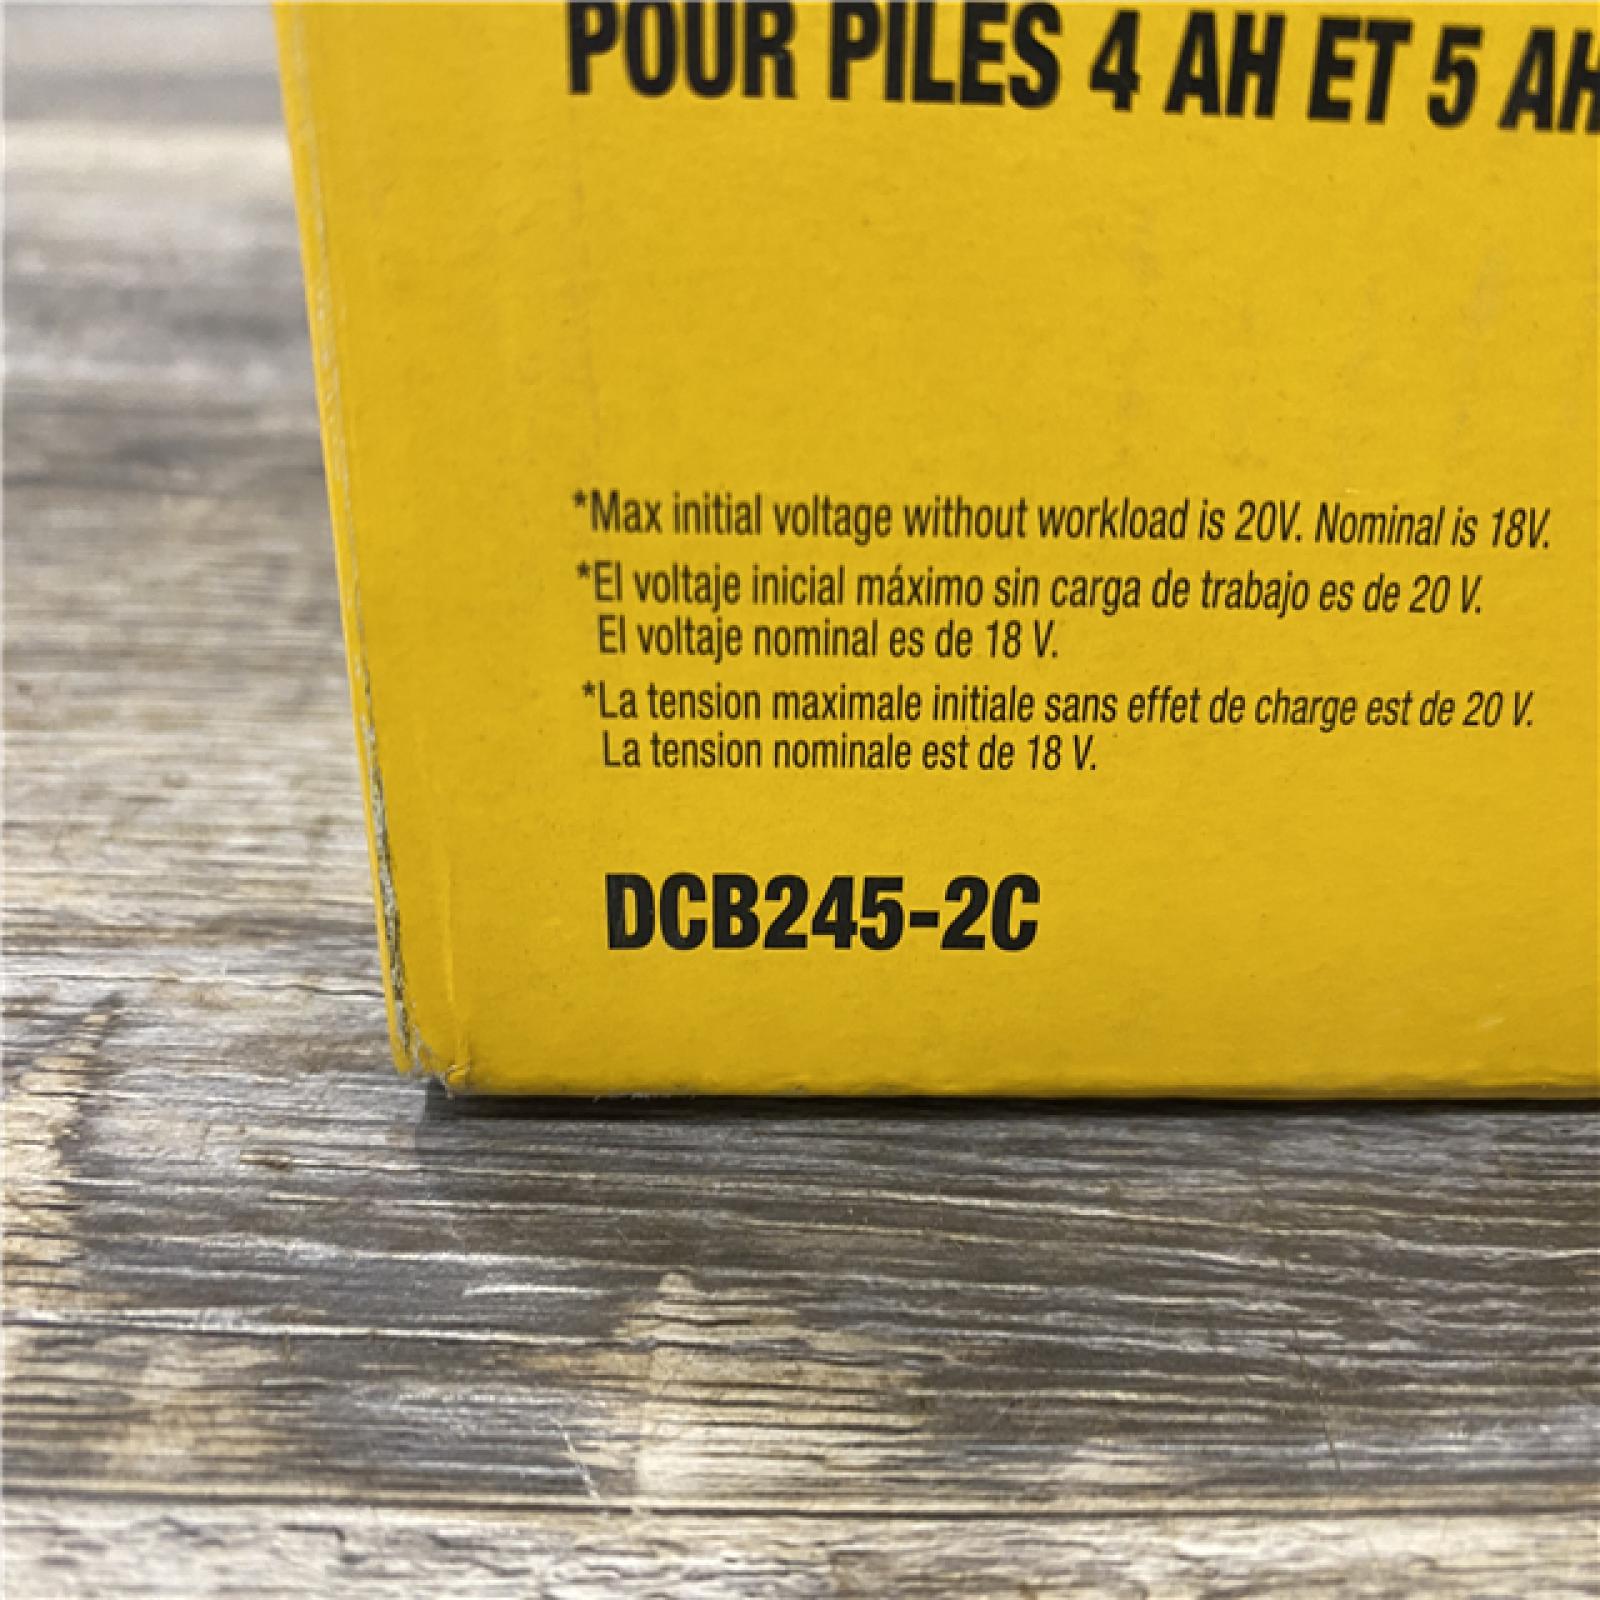 POUR PILES 4 AH ET 5 AH
*Max initial voltage without workload is 20V. Nominal is 18V.
*El voltaje inicial máximo sin carga de trabajo es de 20 V.
El voltaje nominal es de 18 V.
*La tension maximale initiale sans effet de charge est de 20 V.
La tension nominale est de 18 V.
DCB245-2C